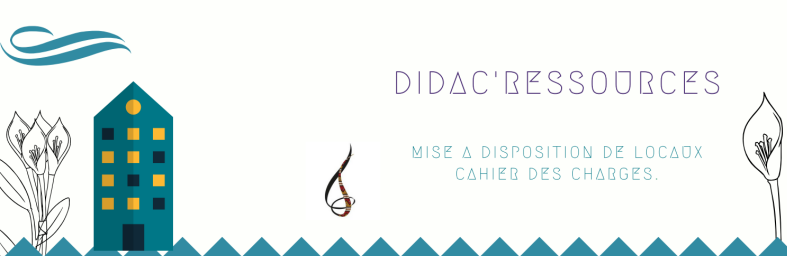 DIDAC'RESSOURCES
MISE A DISPOSITION DE LOCAUX
CAHIER DES CHARGES.